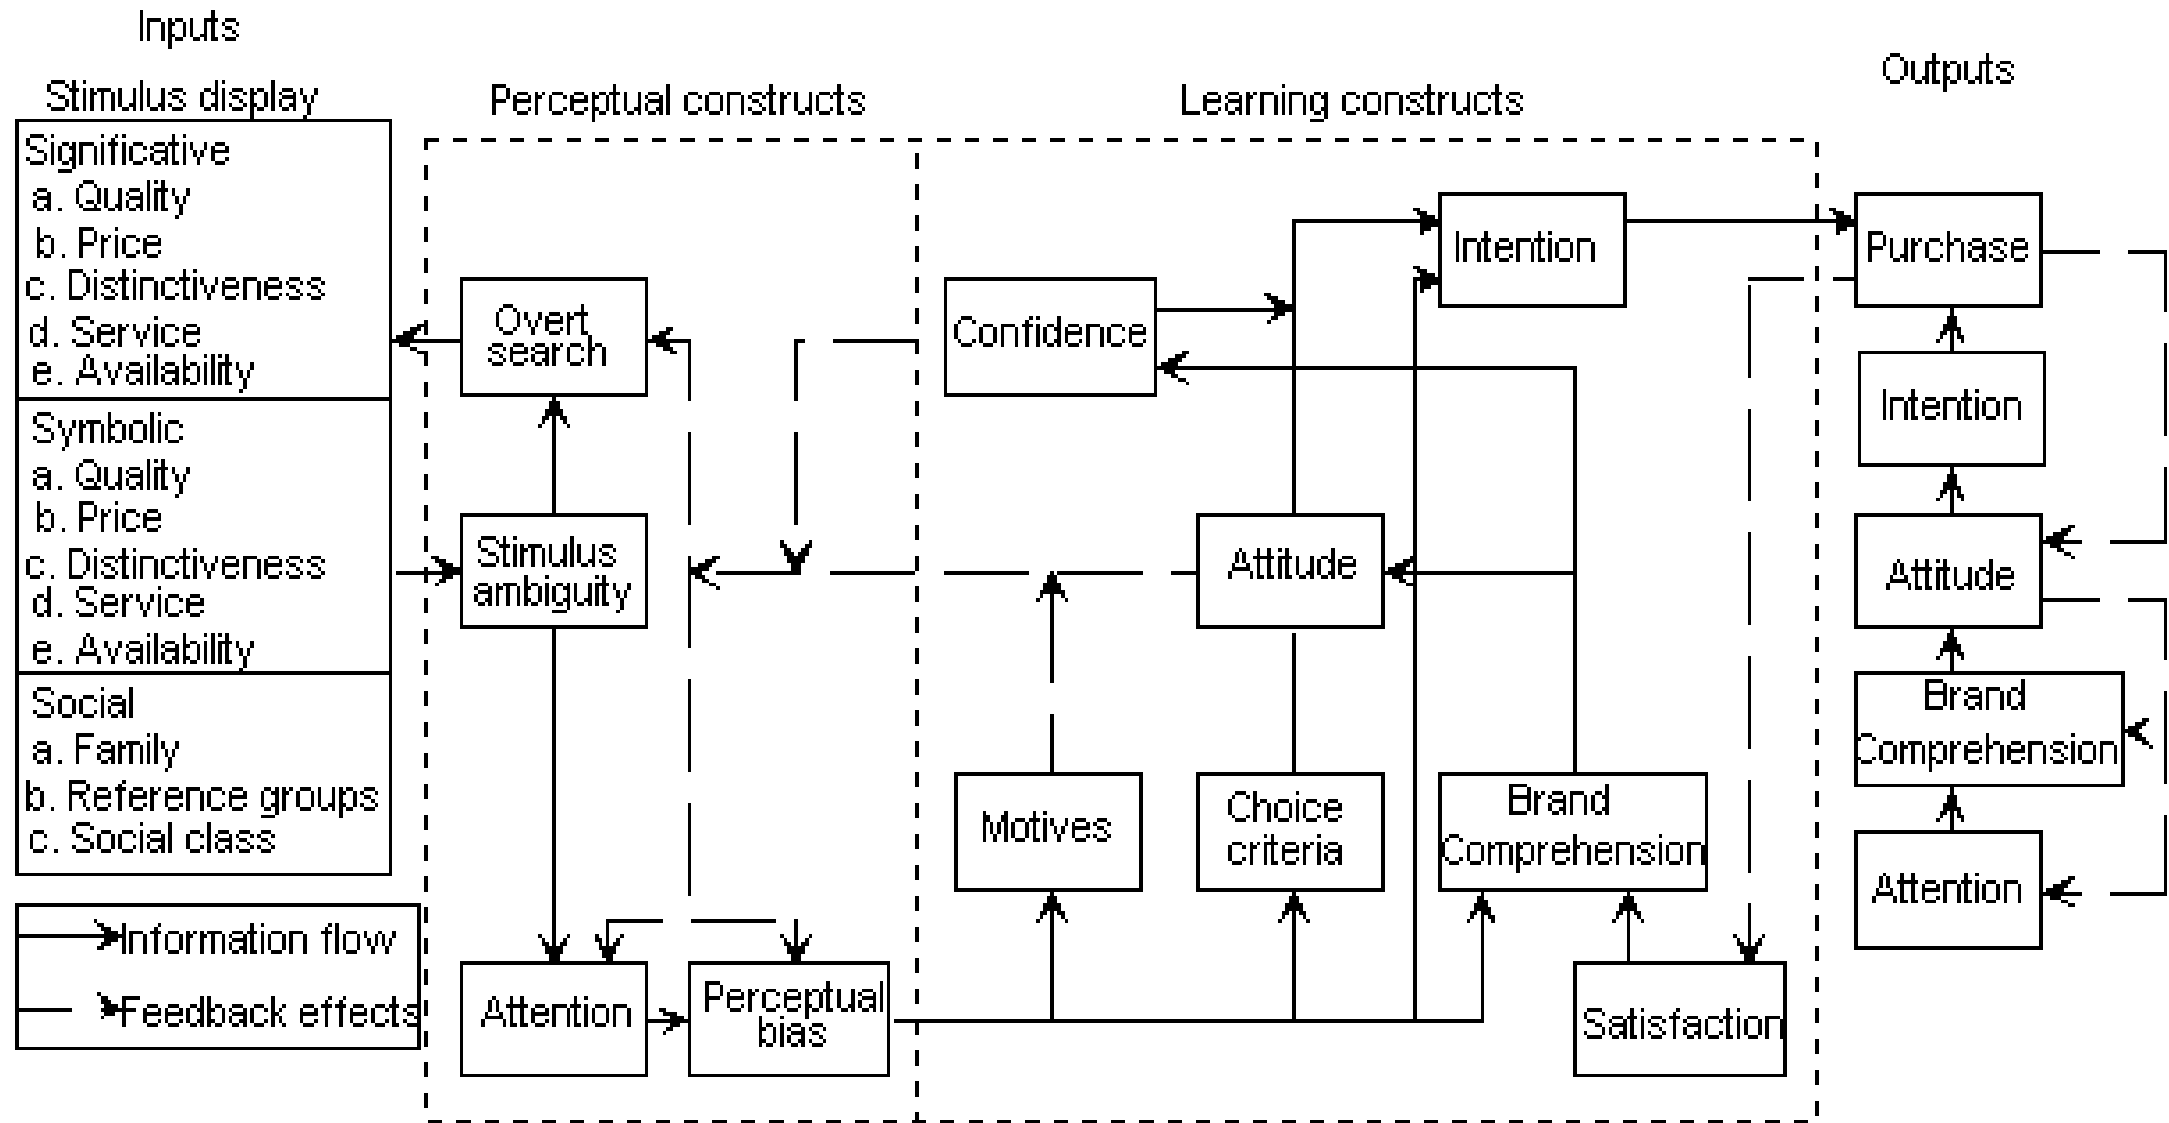 Inputs
Stimulus display
Significative
a. Quality
b. Price
c. Distinctiveness
d. Service
e. Availability
Symbolic
a. Quality
b. Price
c. Distinctiveness
d. Service
e. Availability
Social
a. Family
b. Reference groups
c. Social class
Information flow
Feedback effects
Perceptual constructs
Overt
search
Stimulus
ambiguity
Attention
Perceptual
bias
Learning constructs
Confidence
Intention
Attitude
Motives
Choice
criteria
Brand
Comprehension
Satisfaction
Outputs
Purchase
Intention
Attitude
Brand
Comprehension
Attention